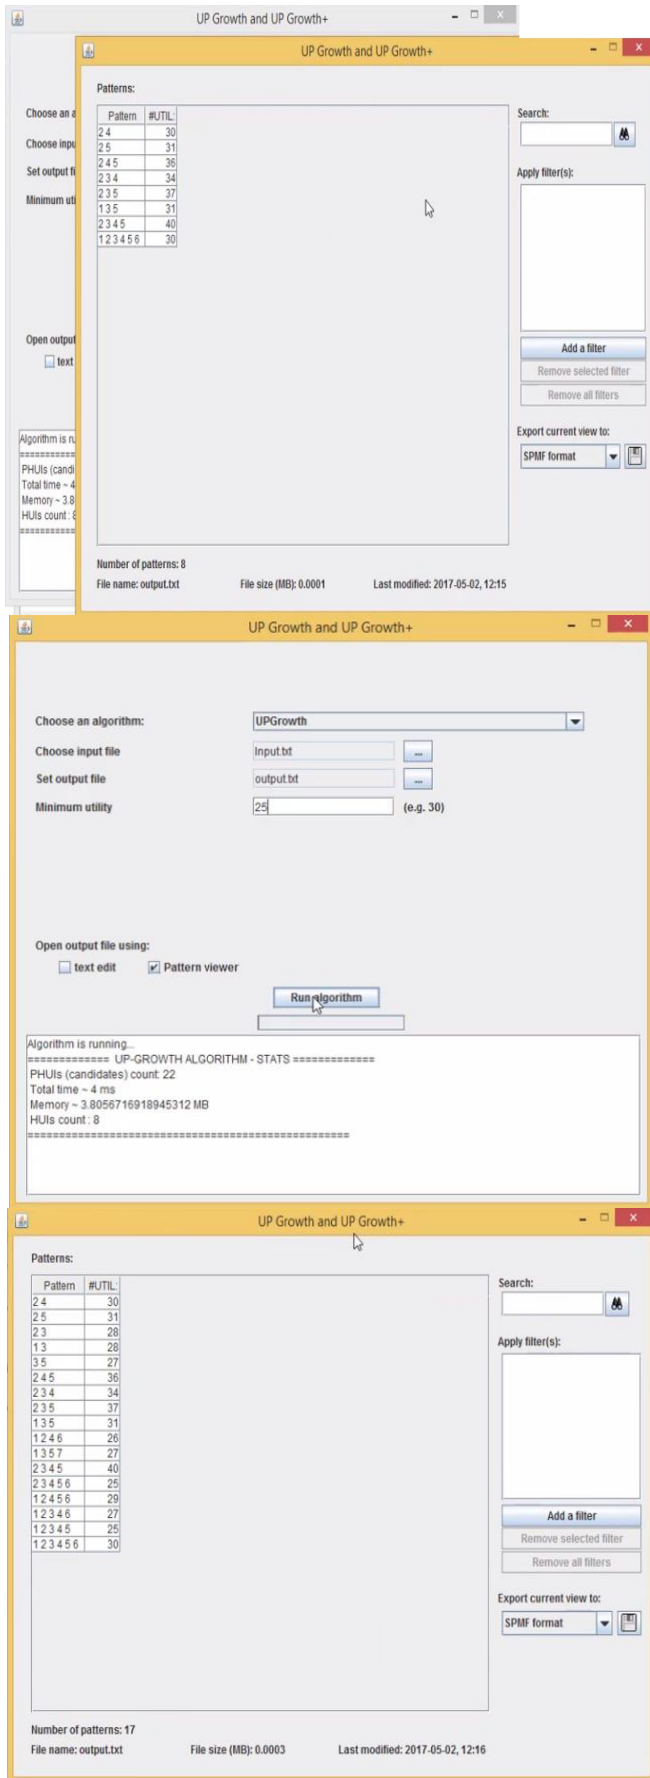 UP Growth and UP Growth+
UP Growth and UP Growth+
Choose an a
Choose inpu
Set output fi
Minimum uti
Open output
text
Algorithm is ru
============
PHUIs (candi
Total time ~ 4
Memory ~ 3.8
HUIs count : 8
============
Patterns:
Pattern #UTIL:
2 4 30
2 5 31
2 4 5 36
2 3 4 34
2 3 5 37
1 3 5 31
2 3 4 5 40
1 2 3 4 5 6 30
Search:
Apply filter(s):
Add a filter
Remove selected filter
Remove all filters
Export current view to:
SPMF format
Number of patterns: 8
File name: output.txt File size (MB): 0.0001 Last modified: 2017-05-02, 12:15
UP Growth and UP Growth+
Choose an algorithm: UPGrowth
Choose input file Input.txt ...
Set output file output.txt ...
Minimum utility 25 (e.g. 30)
Open output file using:
text edit Pattern viewer
Run algorithm
Algorithm is running...
============= UP-GROWTH ALGORITHM - STATS =============
PHUIs (candidates) count: 22
Total time ~ 4 ms
Memory ~ 3.8056716918945312 MB
HUIs count : 8
===================================================
UP Growth and UP Growth+
Patterns:
Pattern #UTIL:
2 4 30
2 5 31
2 3 28
1 3 28
3 5 27
2 4 5 36
2 3 4 34
2 3 5 37
1 3 5 31
1 2 4 6 26
1 3 5 7 27
2 3 4 5 40
2 3 4 5 6 25
1 2 4 5 6 29
1 2 3 4 6 27
1 2 3 4 5 25
1 2 3 4 5 6 30
Search:
Apply filter(s):
Add a filter
Remove selected filter
Remove all filters
Export current view to:
SPMF format
Number of patterns: 17
File name: output.txt File size (MB): 0.0003 Last modified: 2017-05-02, 12:16